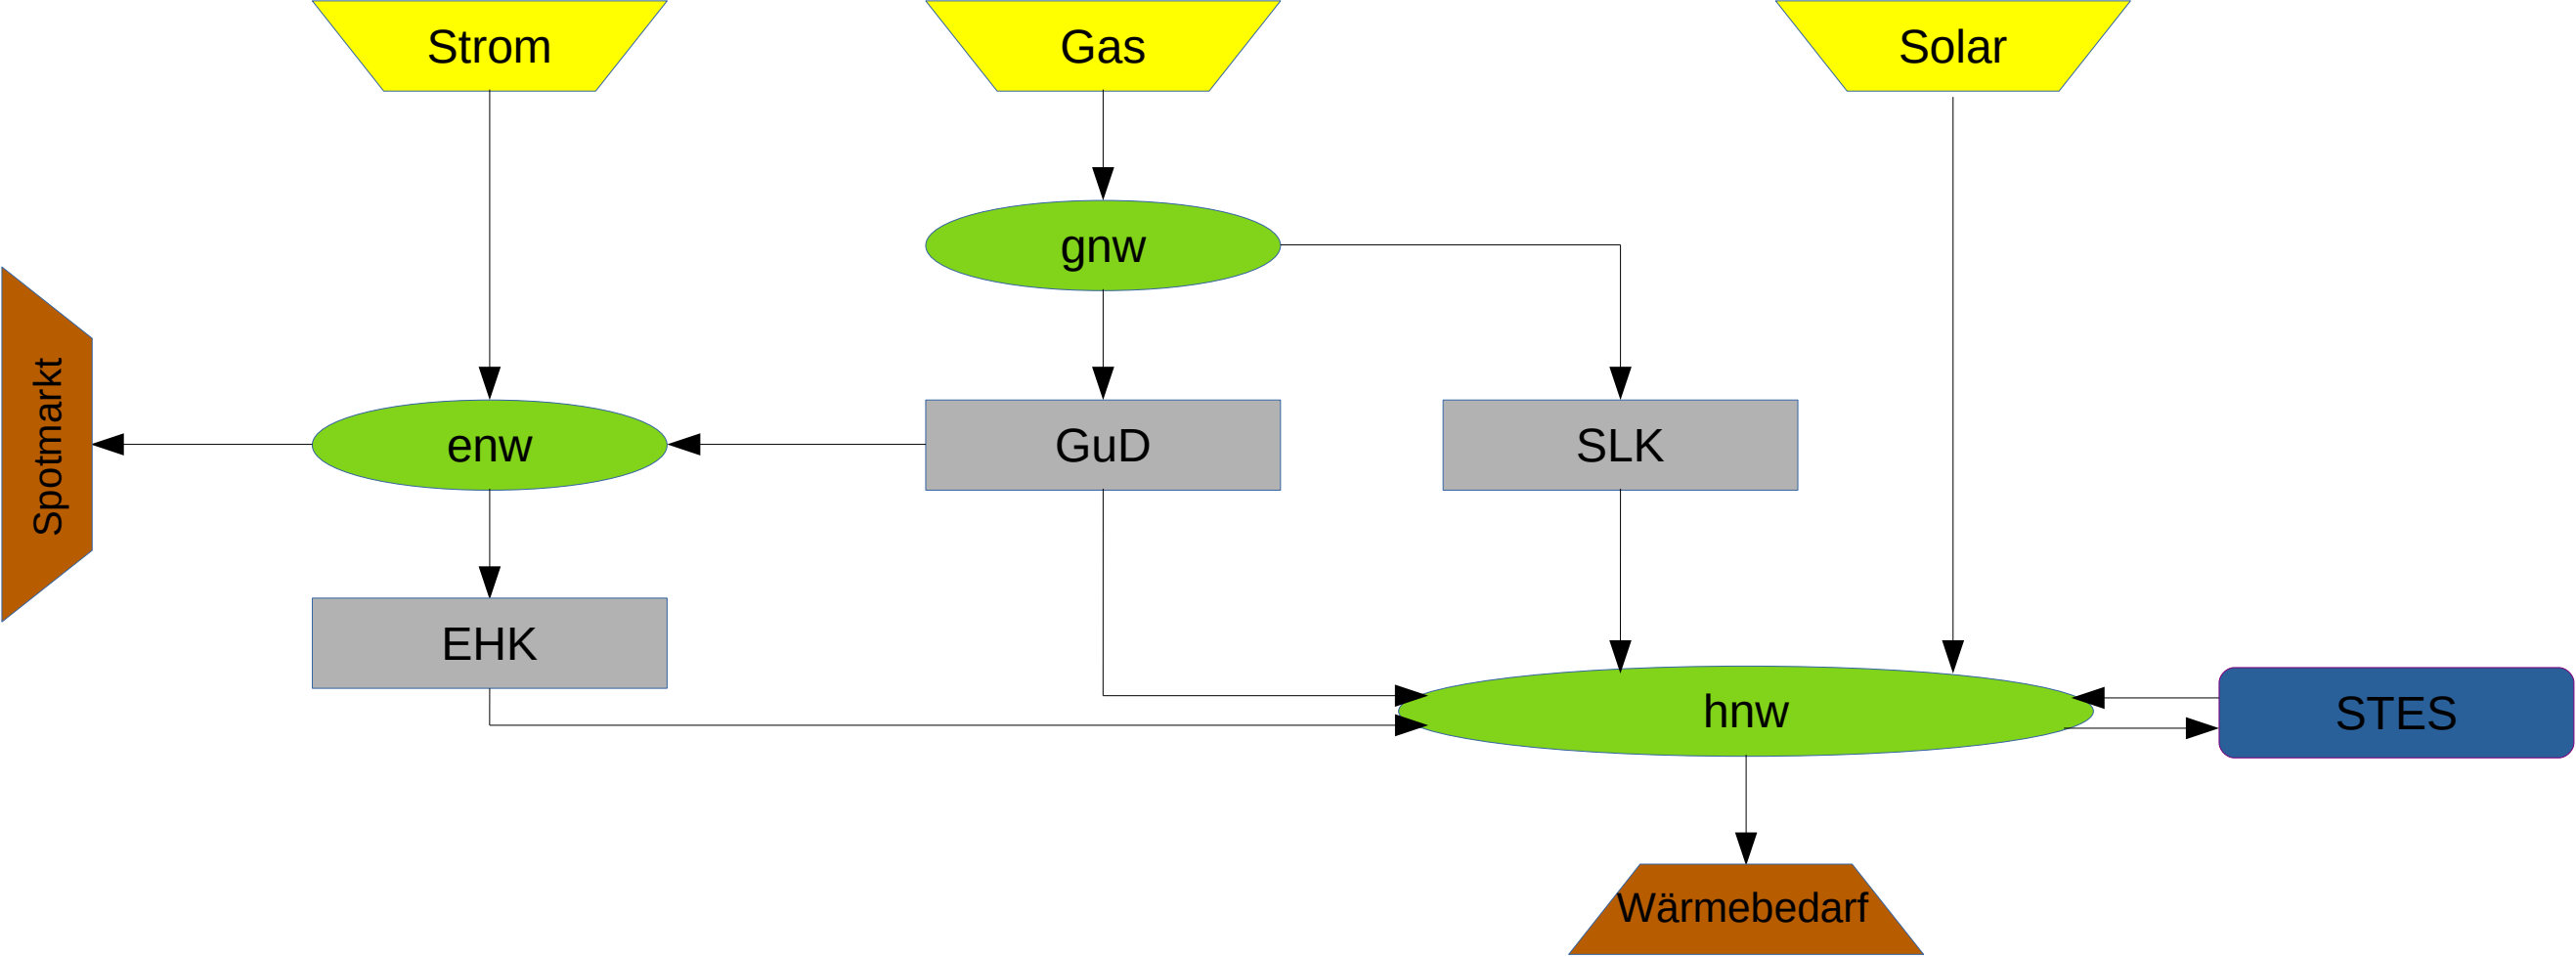 Strom
Gas
Solar
gnw
Spotmarkt
enw
GuD
SLK
EHK
hnw
STES
Wärmebedarf